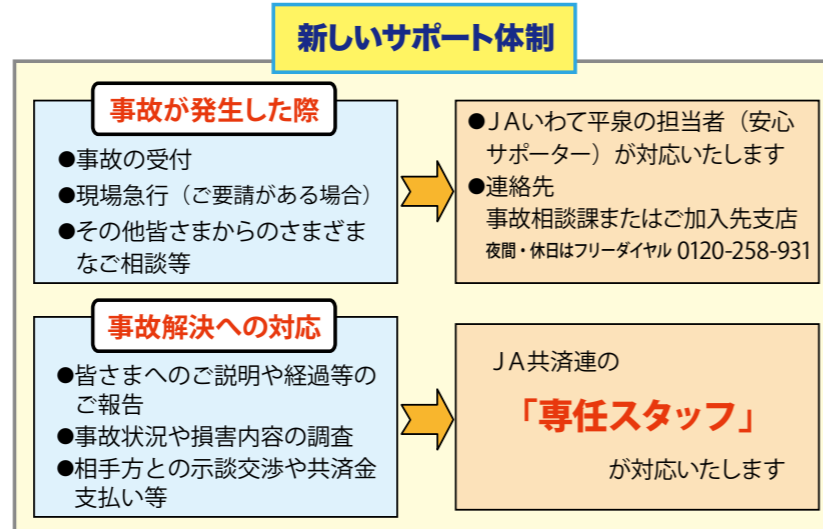 新しいサポート体制
事故が発生した際
●事故の受付
●現場急行（ご要請がある場合）
●その他皆さまからのさまざま
なご相談等
●ＪＡいわて平泉の担当者（安心
サポーター）が対応いたします
●連絡先
事故相談課またはご加入先支店
夜間・休日はフリーダイヤル 0120-258-931
事故解決への対応
●皆さまへのご説明や経過等の
ご報告
●事故状況や損害内容の調査
●相手方との示談交渉や共済金
支払い等
ＪＡ共済連の
「専任スタッフ」
が対応いたします